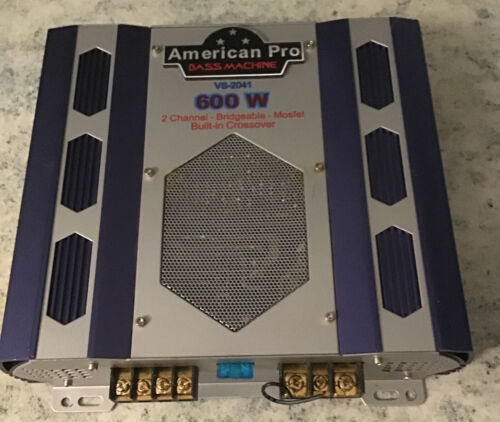 American Pro
BASS MACHINE
VS-2041
600 W
2 Channel - Bridgeable - Mosfet
Built-in Crossover